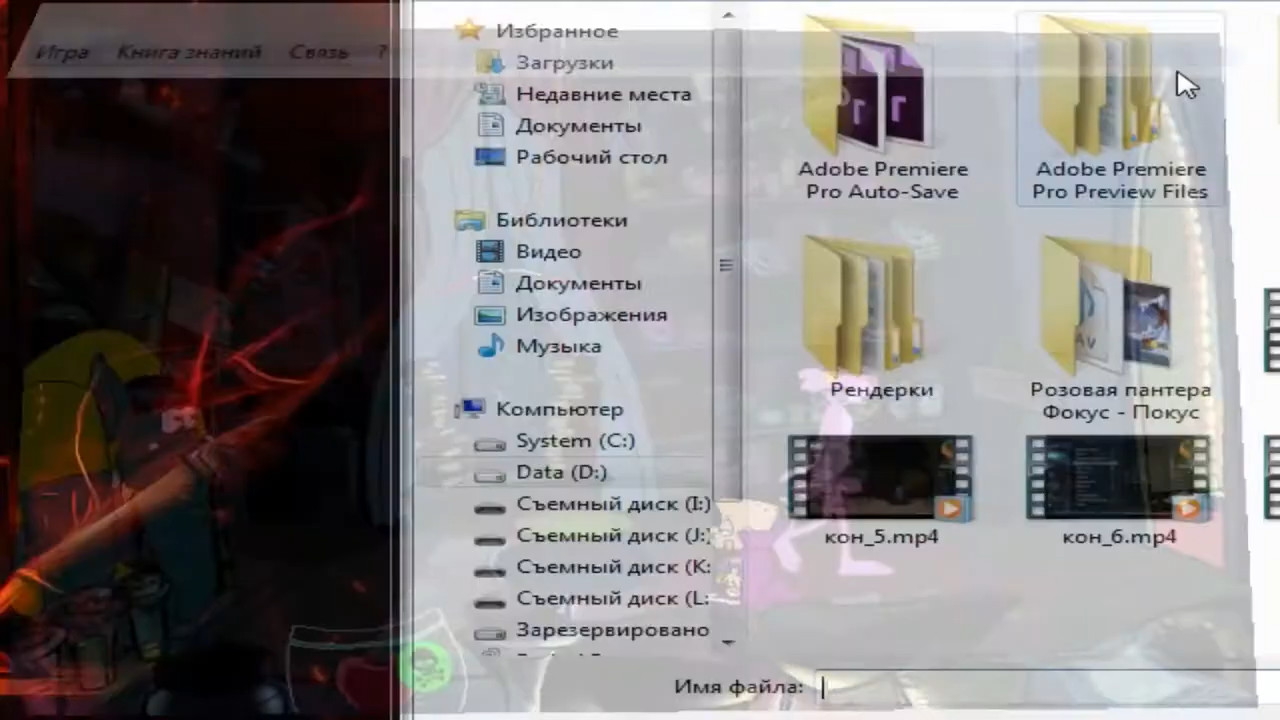 Игра Книга знаний Связь ?
Избранное
Загрузки
Недавние места
Документы
Рабочий стол
Библиотеки
Видео
Документы
Изображения
Музыка
Компьютер
System (C:)
Data (D:)
Съемный диск (I:)
Съемный диск (J:)
Съемный диск (K:
Съемный диск (L:
Зарезервировано
Adobe Premiere
Pro Auto-Save
Adobe Premiere
Pro Preview Files
Рендерки
Розовая пантера
Фокус - Покус
кон_5.mp4
кон_6.mp4
Имя файла: